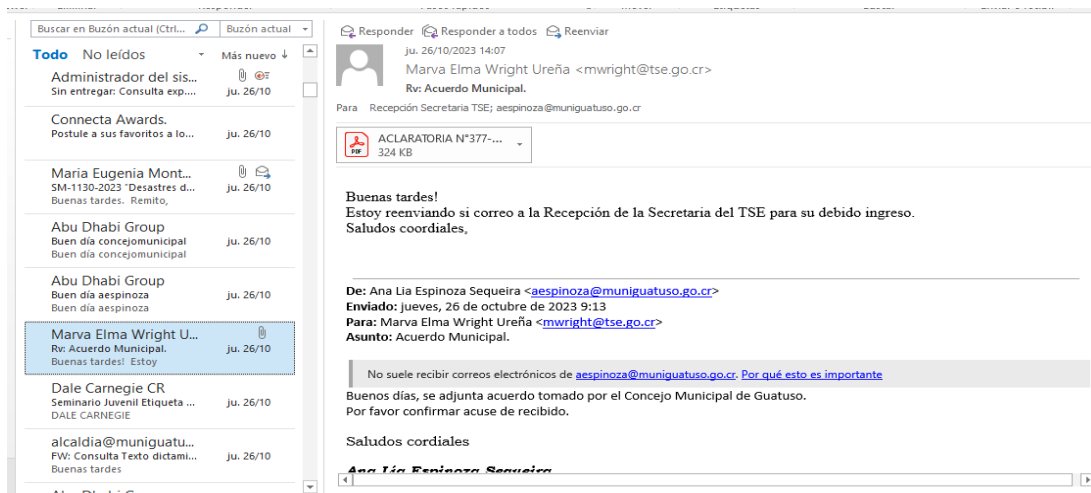 Buscar en Buzón actual (Ctrl... Buzón actual
Todo No leídos Más nuevo ↓
Administrador del sis...
Sin entregar: Consulta exp.... ju. 26/10
Connecta Awards.
Postule a sus favoritos a lo... ju. 26/10
Maria Eugenia Mont...
SM-1130-2023 "Desastres d... ju. 26/10
Buenas tardes. Remito,
Abu Dhabi Group
Buen día concejomunicipal ju. 26/10
Buen día concejomunicipal
Abu Dhabi Group
Buen día aespinoza ju. 26/10
Buen día aespinoza
Marva Elma Wright U...
Rv: Acuerdo Municipal. ju. 26/10
Buenas tardes! Estoy
Dale Carnegie CR
Seminario Juvenil Etiqueta ... ju. 26/10
DALE CARNEGIE
alcaldia@muniguatu...
FW: Consulta Texto dictami... ju. 26/10
Buenas tardes
Responder Responder a todos Reenviar
ju. 26/10/2023 14:07
Marva Elma Wright Ureña <mwright@tse.go.cr>
Rv: Acuerdo Municipal.
Para Recepción Secretaria TSE; aespinoza@muniguatuso.go.cr
ACLARATORIA N°377-...
PDF 324 KB
Buenas tardes!
Estoy reenviando si correo a la Recepción de la Secretaria del TSE para su debido ingreso.
Saludos coordiales,
De: Ana Lia Espinoza Sequeira <aespinoza@muniguatuso.go.cr>
Enviado: jueves, 26 de octubre de 2023 9:13
Para: Marva Elma Wright Ureña <mwright@tse.go.cr>
Asunto: Acuerdo Municipal.
No suele recibir correos electrónicos de aespinoza@muniguatuso.go.cr. Por qué esto es importante
Buenos días, se adjunta acuerdo tomado por el Concejo Municipal de Guatuso.
Por favor confirmar acuse de recibido.
Saludos cordiales
Ana Lía Espinoza Sequeira